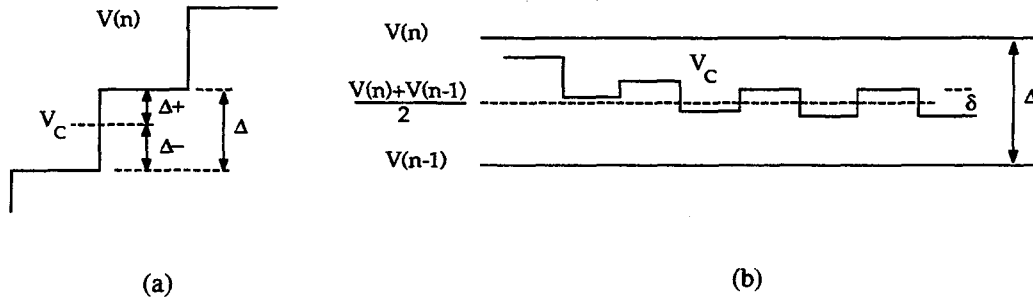 V(n)
Δ+
V_C
Δ
Δ−
(a)
V(n)
V_C
V(n)+V(n-1)
2
δ
Δ
V(n-1)
(b)